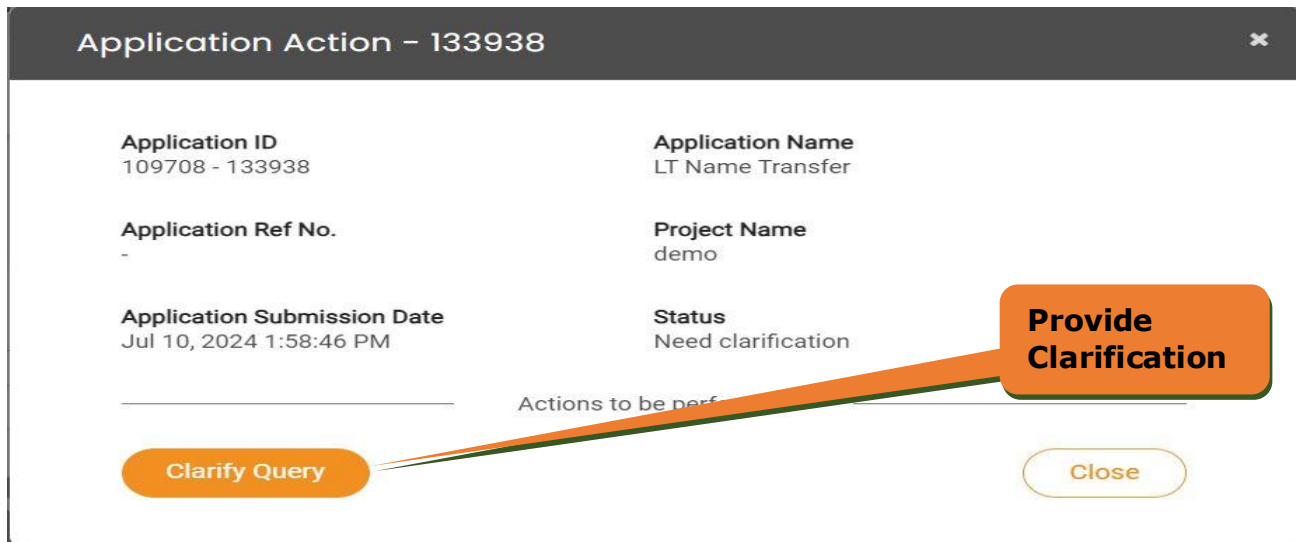 Application Action - 133938 ×
Application ID
109708 - 133938
Application Name
LT Name Transfer
Application Ref No.
-
Project Name
demo
Application Submission Date
Jul 10, 2024 1:58:46 PM
Status
Need clarification
Provide
Clarification
Actions to be
Clarify Query
Close